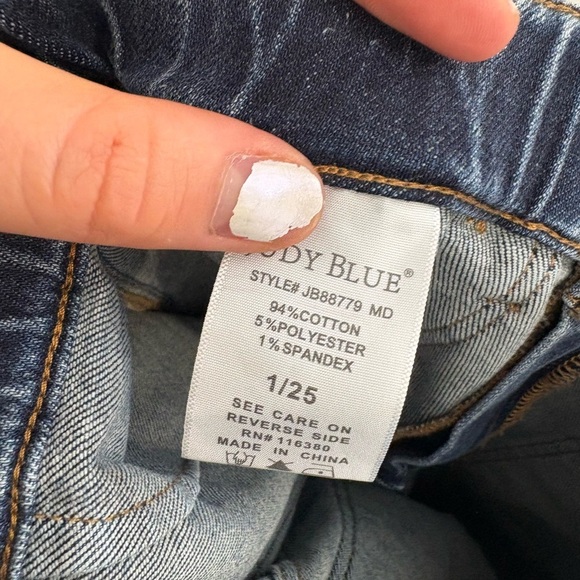 JUDY BLUE®
STYLE# JB88779 MD
94%COTTON
5%POLYESTER
1%SPANDEX
1/25
SEE CARE ON
REVERSE SIDE
RN# 116380
MADE IN CHINA